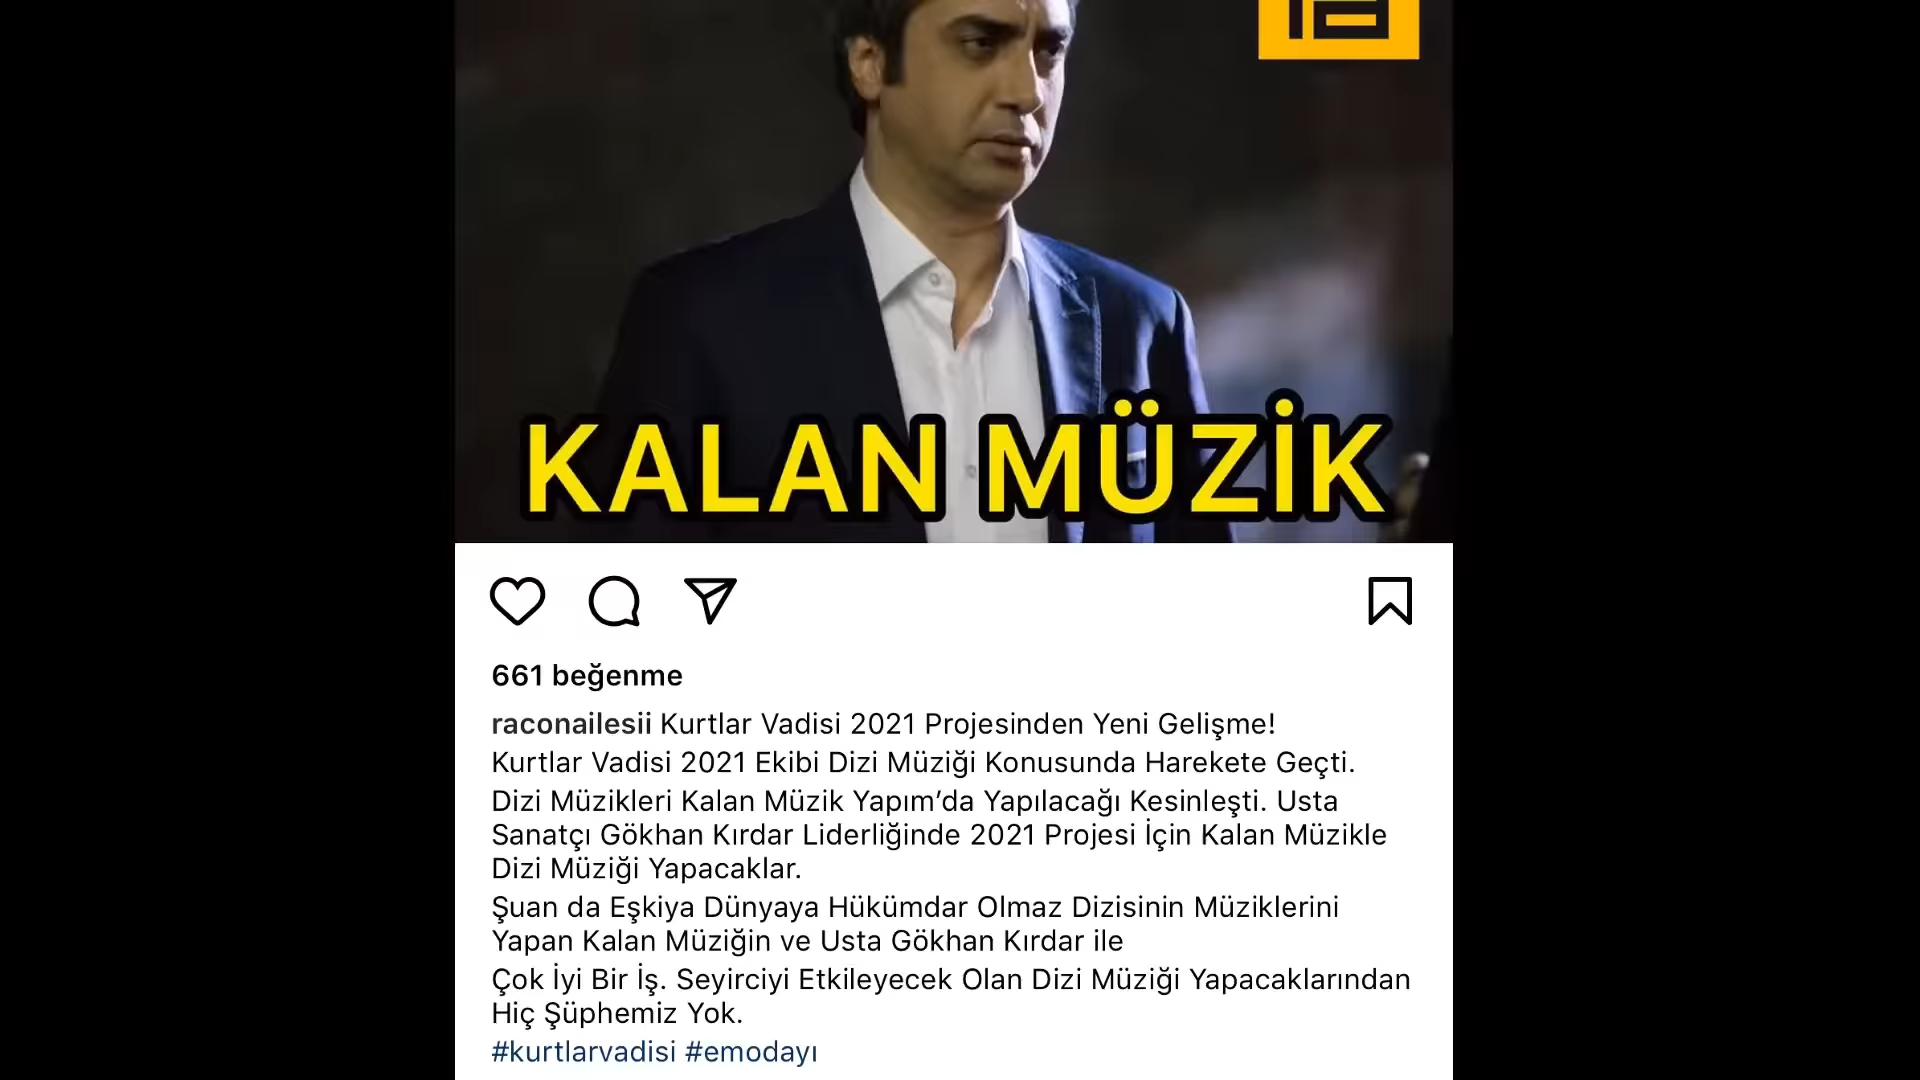 KALAN MÜZİK
661 beğenme
raconailesii Kurtlar Vadisi 2021 Projesinden Yeni Gelişme!
Kurtlar Vadisi 2021 Ekibi Dizi Müziği Konusunda Harekete Geçti.
Dizi Müzikleri Kalan Müzik Yapım’da Yapılacağı Kesinleşti. Usta
Sanatçı Gökhan Kırdar Liderliğinde 2021 Projesi İçin Kalan Müzikle
Dizi Müziği Yapacaklar.
Şuan da Eşkiya Dünyaya Hükümdar Olmaz Dizisinin Müziklerini
Yapan Kalan Müziğin ve Usta Gökhan Kırdar ile
Çok İyi Bir İş. Seyirciyi Etkileyecek Olan Dizi Müziği Yapacaklarından
Hiç Şüphemiz Yok.
#kurtlarvadisi #emodayı